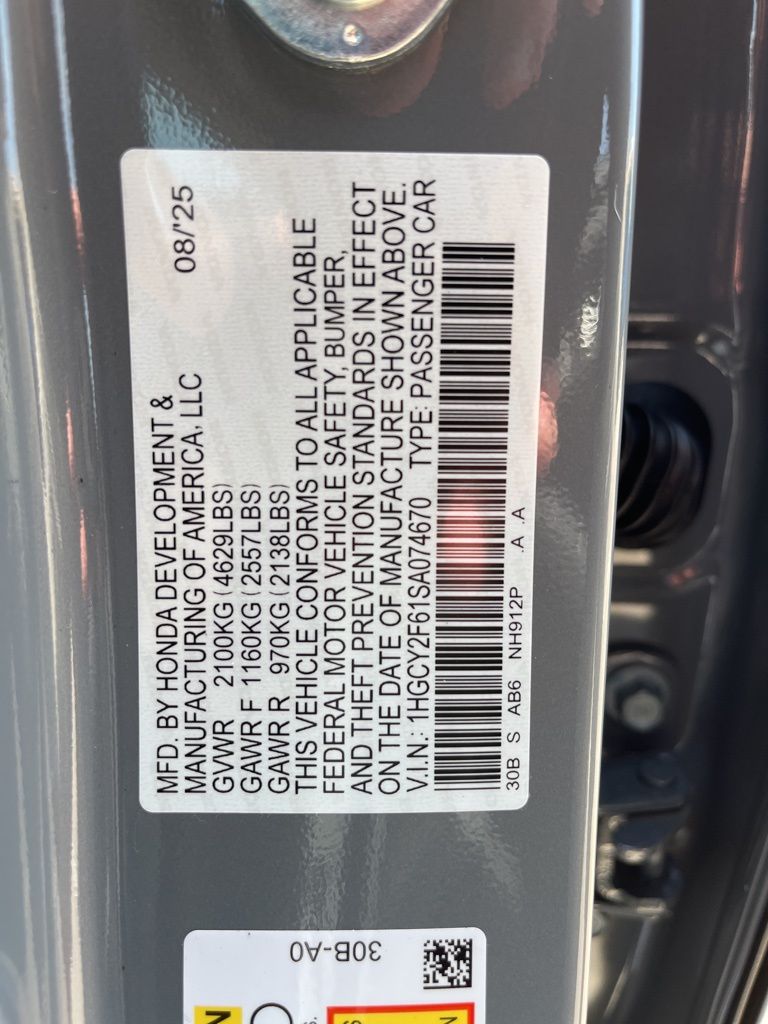 MFD. BY HONDA DEVELOPMENT &
MANUFACTURING OF AMERICA, LLC 08/'25
GVWR 2100KG (4629LBS)
GAWR F 1160KG (2557LBS)
GAWR R 970KG (2138LBS)
THIS VEHICLE CONFORMS TO ALL APPLICABLE
FEDERAL MOTOR VEHICLE SAFETY, BUMPER,
AND THEFT PREVENTION STANDARDS IN EFFECT
ON THE DATE OF MANUFACTURE SHOWN ABOVE.
V.I.N.: 1HGCY2F61SA074670 TYPE: PASSENGER CAR
30B S AB6 NH912P .A .A
30B-A0